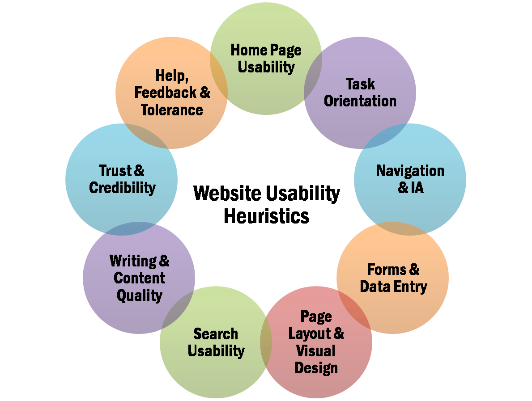 Home Page
Usability
Task
Orientation
Navigation
& IA
Forms &
Data Entry
Page
Layout &
Visual
Design
Search
Usability
Writing &
Content
Quality
Trust &
Credibility
Help,
Feedback &
Tolerance
Website Usability
Heuristics